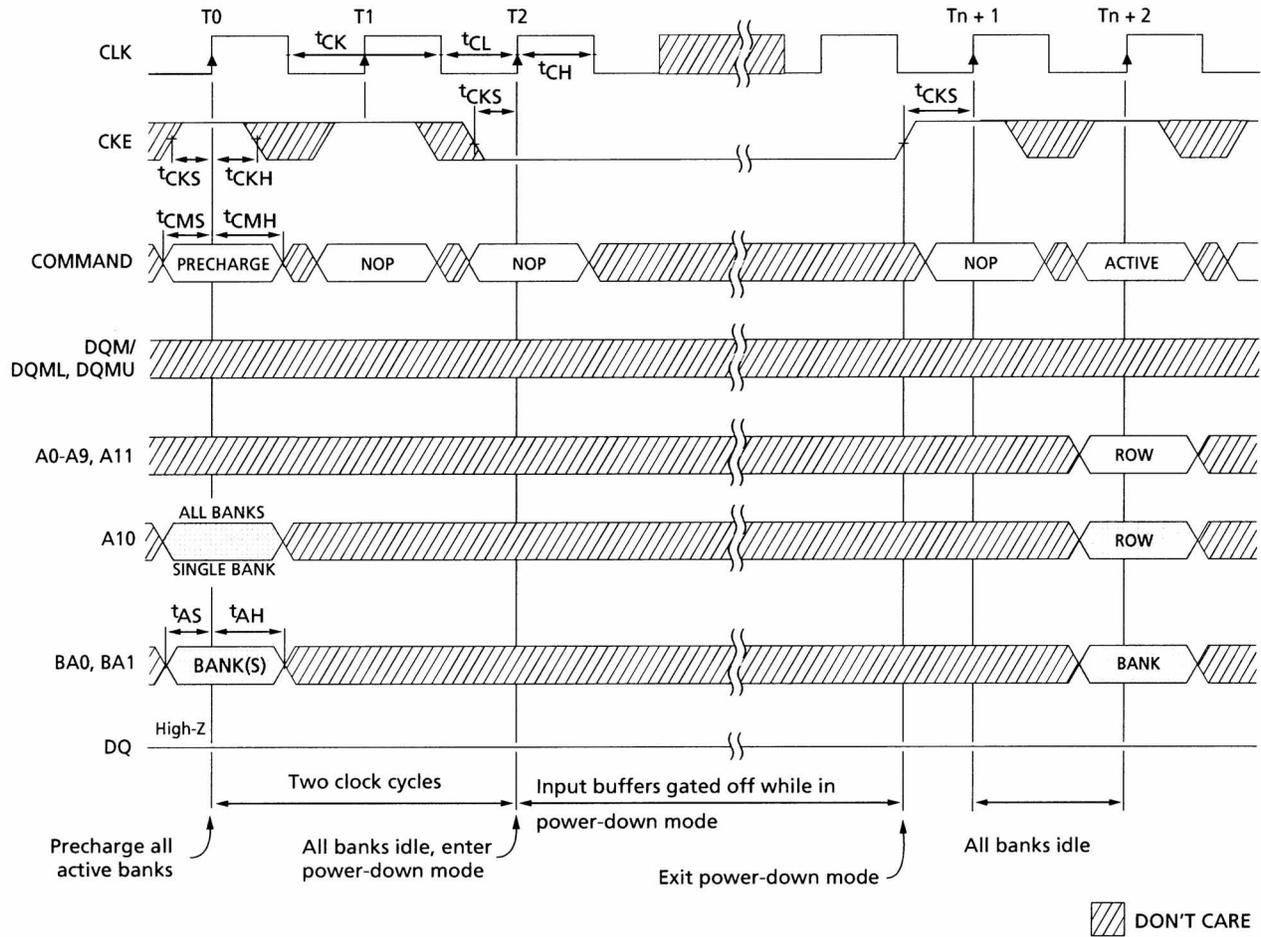 T0 T1 T2 Tn + 1 Tn + 2
CLK
tCK tCL tCH
tCKS tCKS
CKE
tCKS tCKH
tCMS tCMH
COMMAND PRECHARGE NOP NOP NOP ACTIVE
DQM/
DQML, DQMU
A0-A9, A11 ROW
ALL BANKS
A10 ROW
SINGLE BANK
tAS tAH
BA0, BA1 BANK(S) BANK
High-Z
DQ
Two clock cycles
Input buffers gated off while in
power-down mode
Precharge all
active banks
All banks idle, enter
power-down mode
Exit power-down mode
All banks idle
DON'T CARE